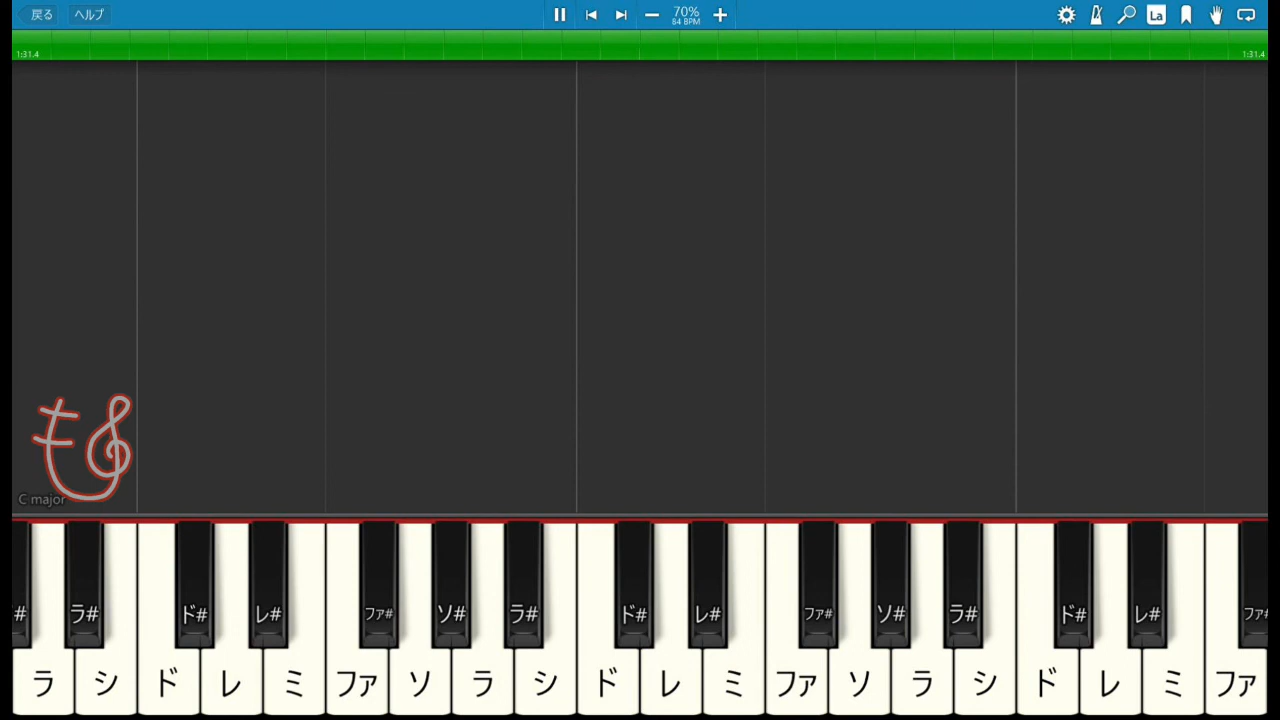 戻る ヘルプ 70% La
84 BPM
1:31.4 1:31.4
も
C major
# ラ# ド# レ# ファ# ソ# ラ# ド# レ# ファ# ソ# ラ# ド# レ# ファ#
ラ シ ド レ ミ ファ ソ ラ シ ド レ ミ ファ ソ ラ シ ド レ ミ ファ